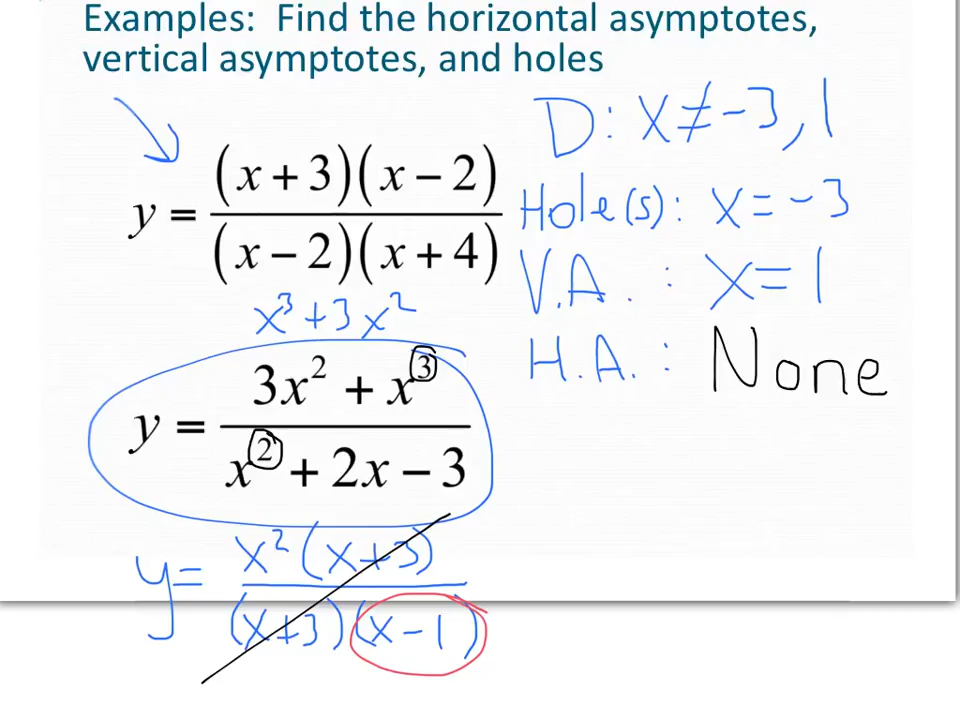 Examples: Find the horizontal asymptotes,
vertical asymptotes, and holes
D: x ≠ -3, 1
y = (x + 3)(x − 2) / (x − 2)(x + 4)
Hole(s): x = -3
V.A. : x = 1
x³ + 3x²
H.A. : None
y = 3x² + x³ / x² + 2x − 3
y = x²(x+3) / (x+3)(x−1)